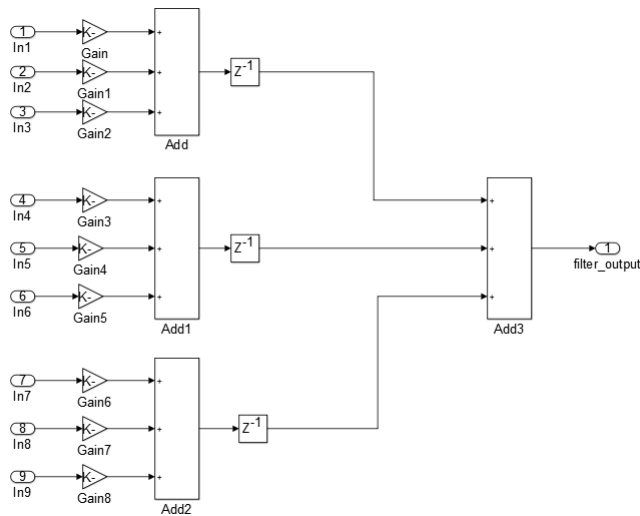 1
In1
K-
Gain
2
In2
K-
Gain1
3
In3
K-
Gain2
+
+
+
Add
Z-1
4
In4
K-
Gain3
5
In5
K-
Gain4
6
In6
K-
Gain5
+
+
+
Add1
Z-1
7
In7
K-
Gain6
8
In8
K-
Gain7
9
In9
K-
Gain8
+
+
+
Add2
Z-1
+
+
+
Add3
1
filter_output